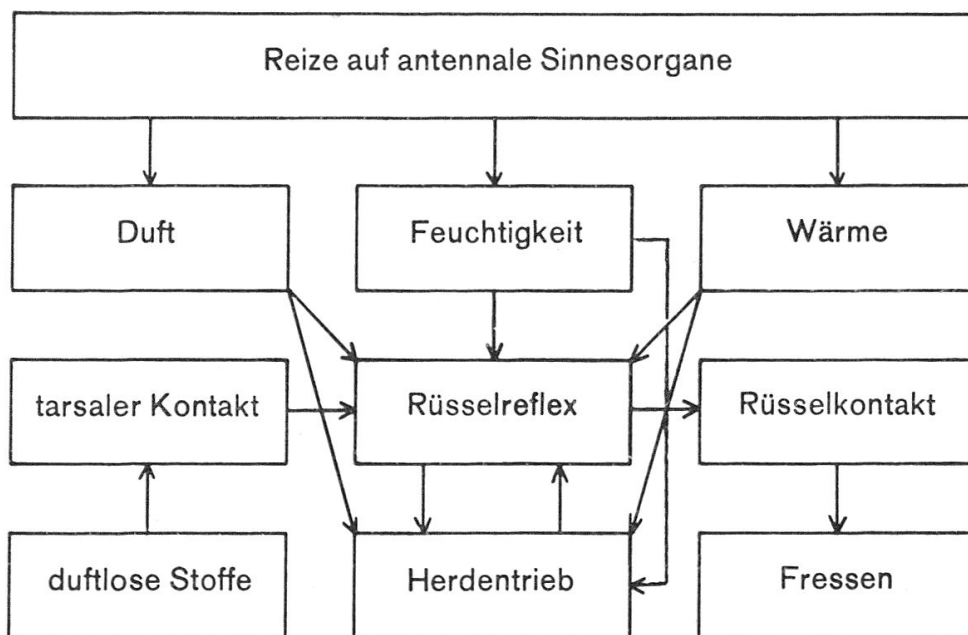 Reize auf antennale Sinnesorgane
Duft
Feuchtigkeit
Wärme
tarsaler Kontakt
Rüsselreflex
Rüsselkontakt
duftlose Stoffe
Herdentrieb
Fressen